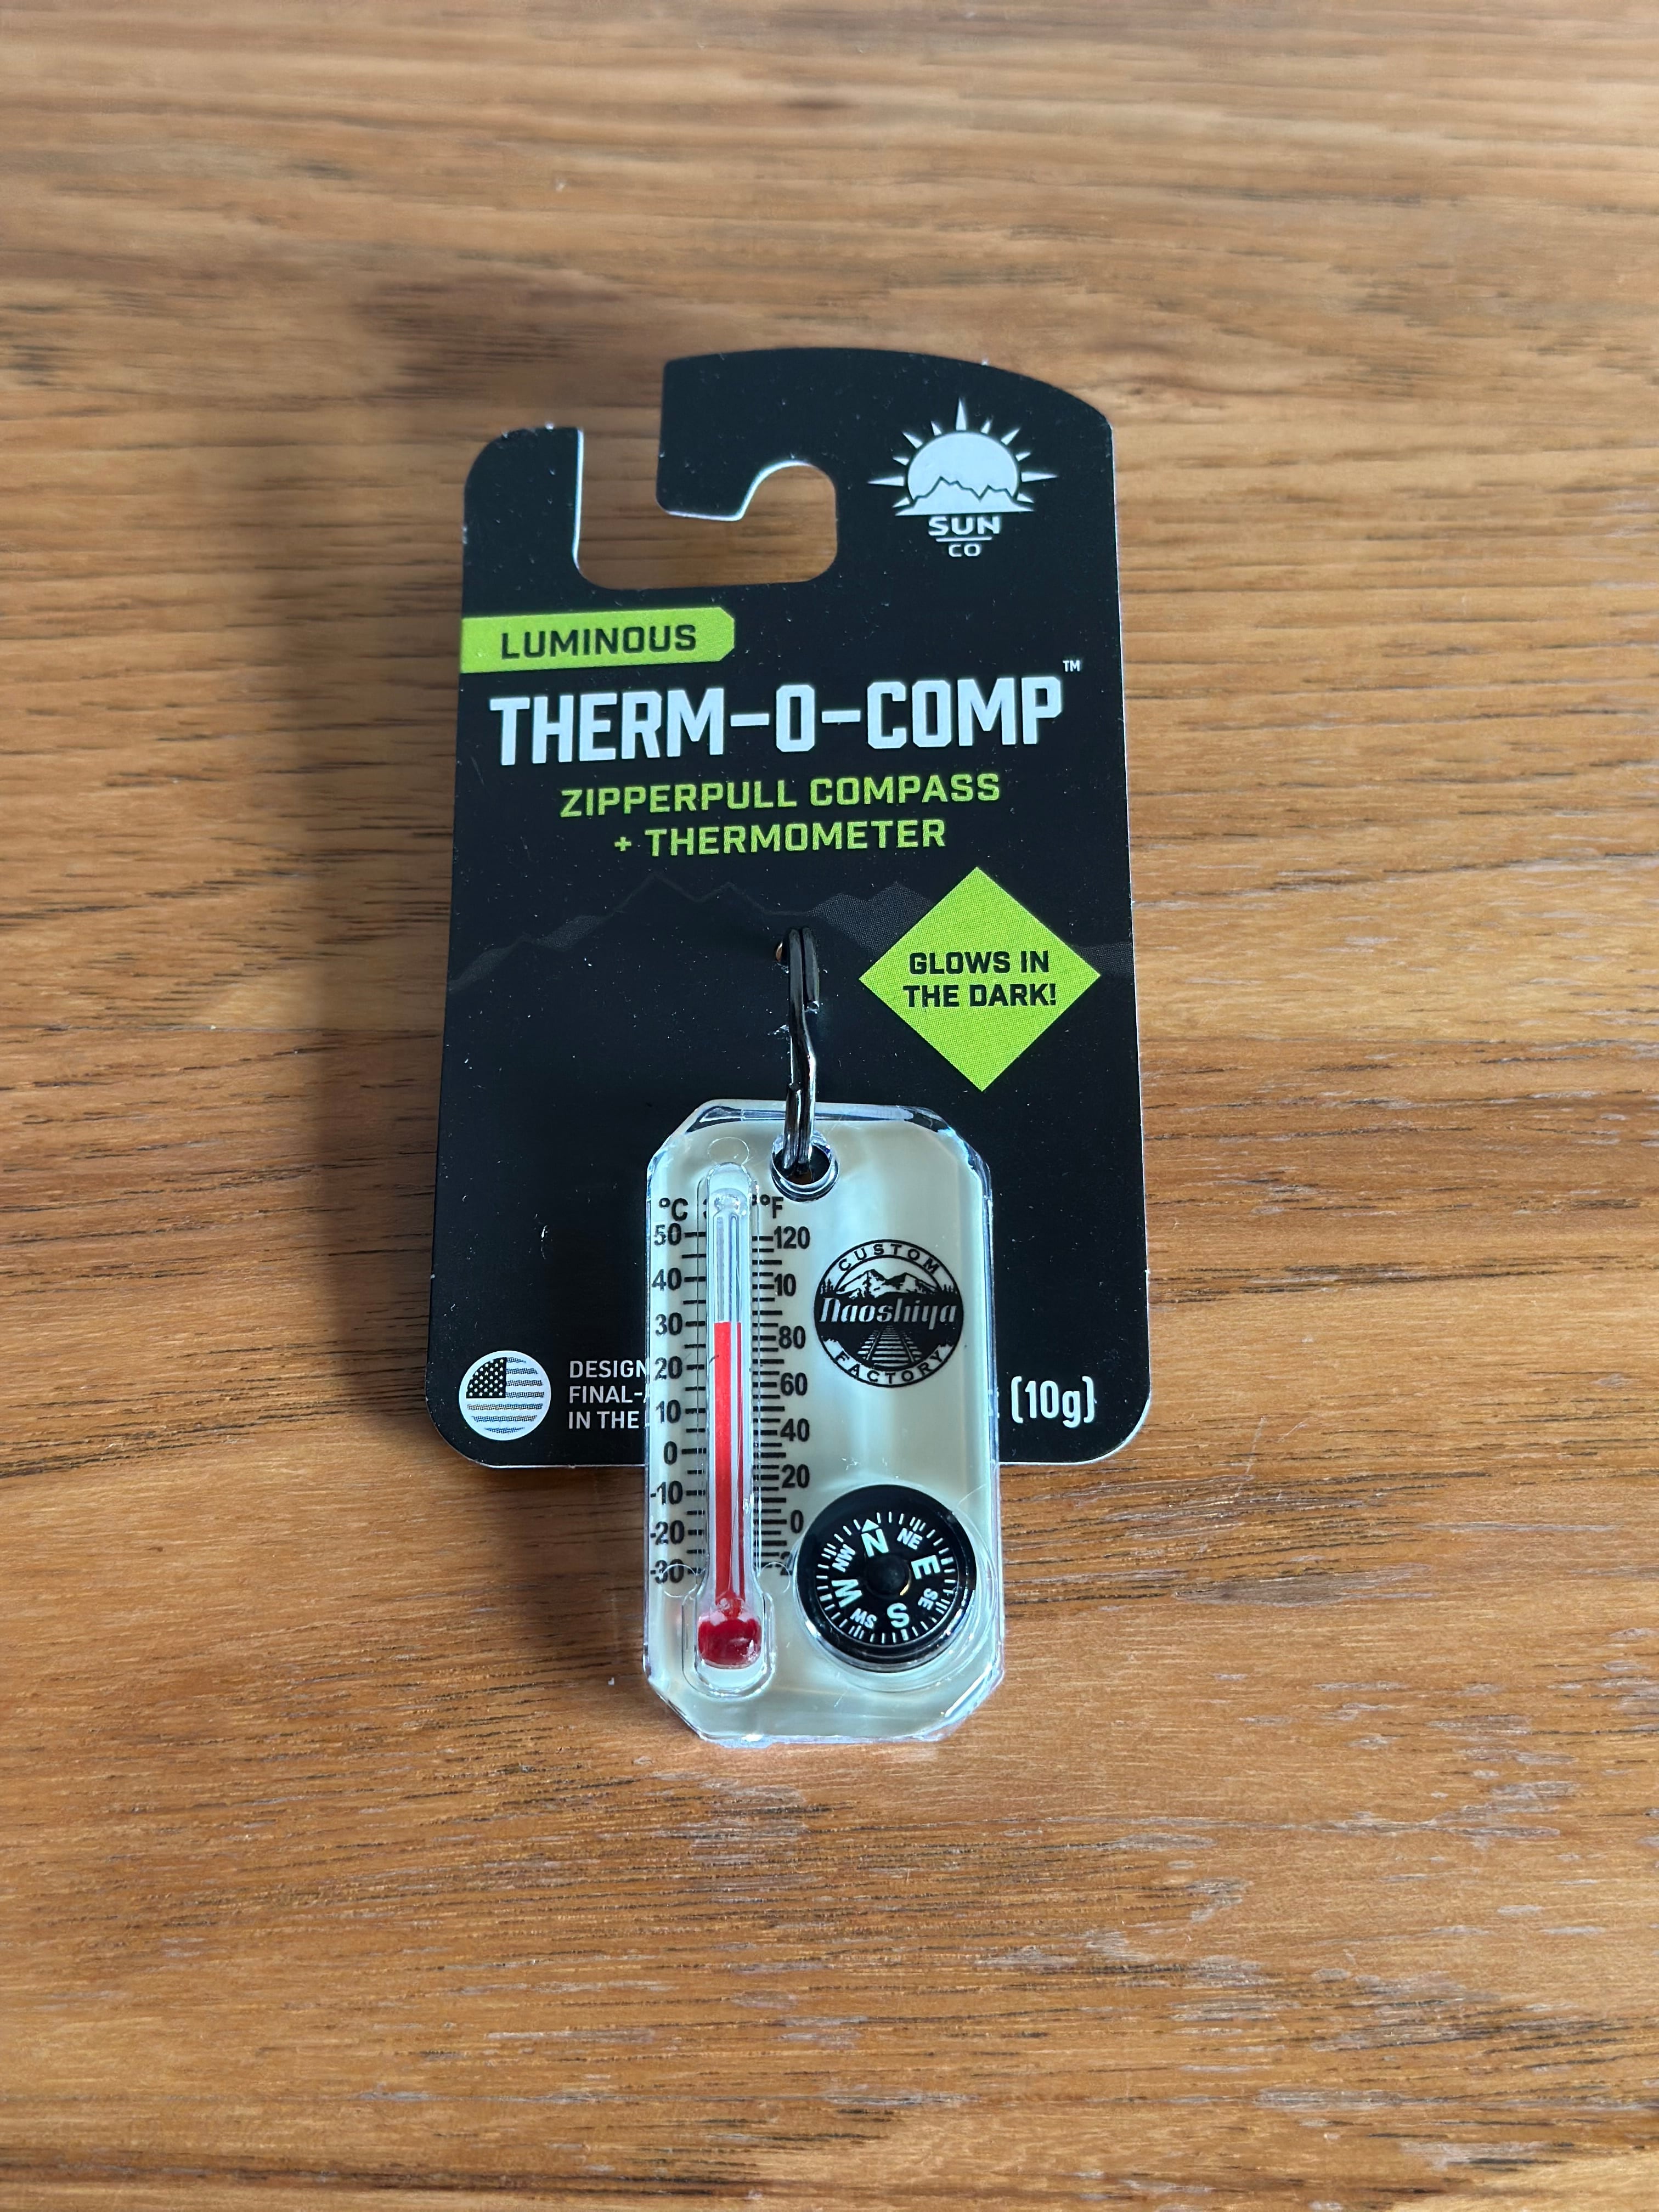 SUN
CO
LUMINOUS
THERM-O-COMP™
ZIPPERPULL COMPASS
+ THERMOMETER
GLOWS IN
THE DARK!
°C °F
50 120
40 10
30 80
20 60
10 40
0 20
-10 0
-20
-30
CUSTOM
Naoshiya
FACTORY
DESIGN
FINAL-
IN THE
(10g)
N
NE
E
SE
S
SW
W
NW